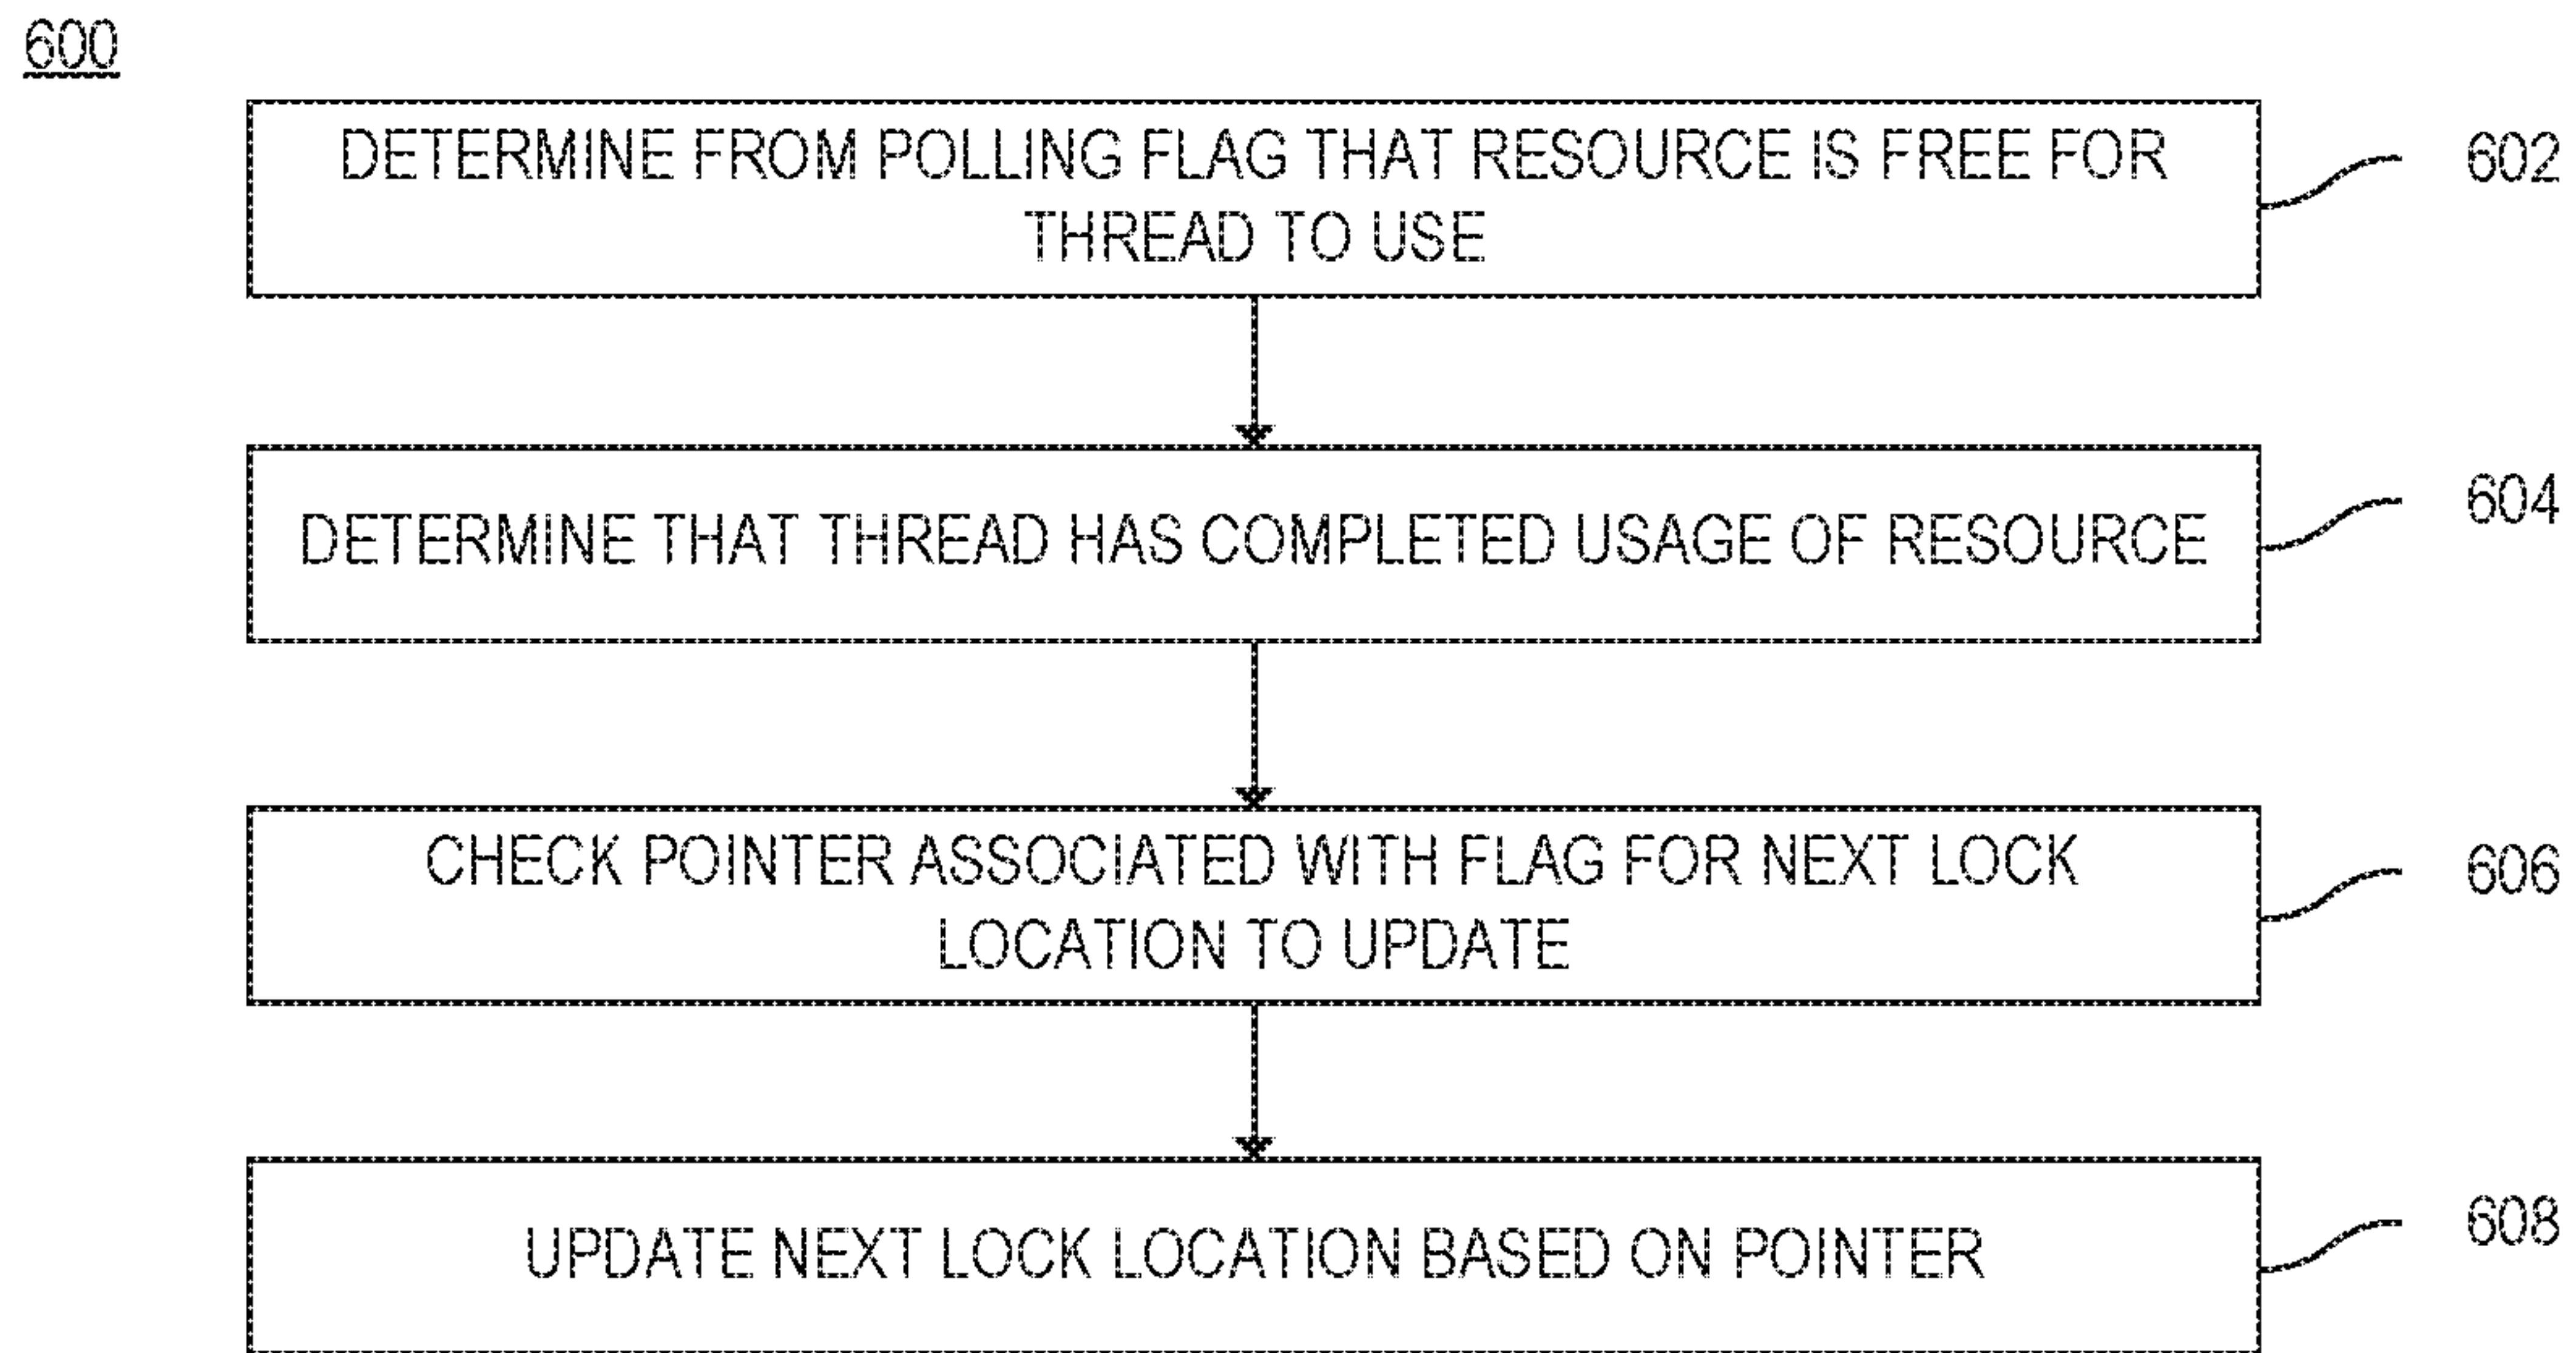 600
DETERMINE FROM POLLING FLAG THAT RESOURCE IS FREE FOR
THREAD TO USE
602
DETERMINE THAT THREAD HAS COMPLETED USAGE OF RESOURCE
604
CHECK POINTER ASSOCIATED WITH FLAG FOR NEXT LOCK
LOCATION TO UPDATE
606
UPDATE NEXT LOCK LOCATION BASED ON POINTER
608